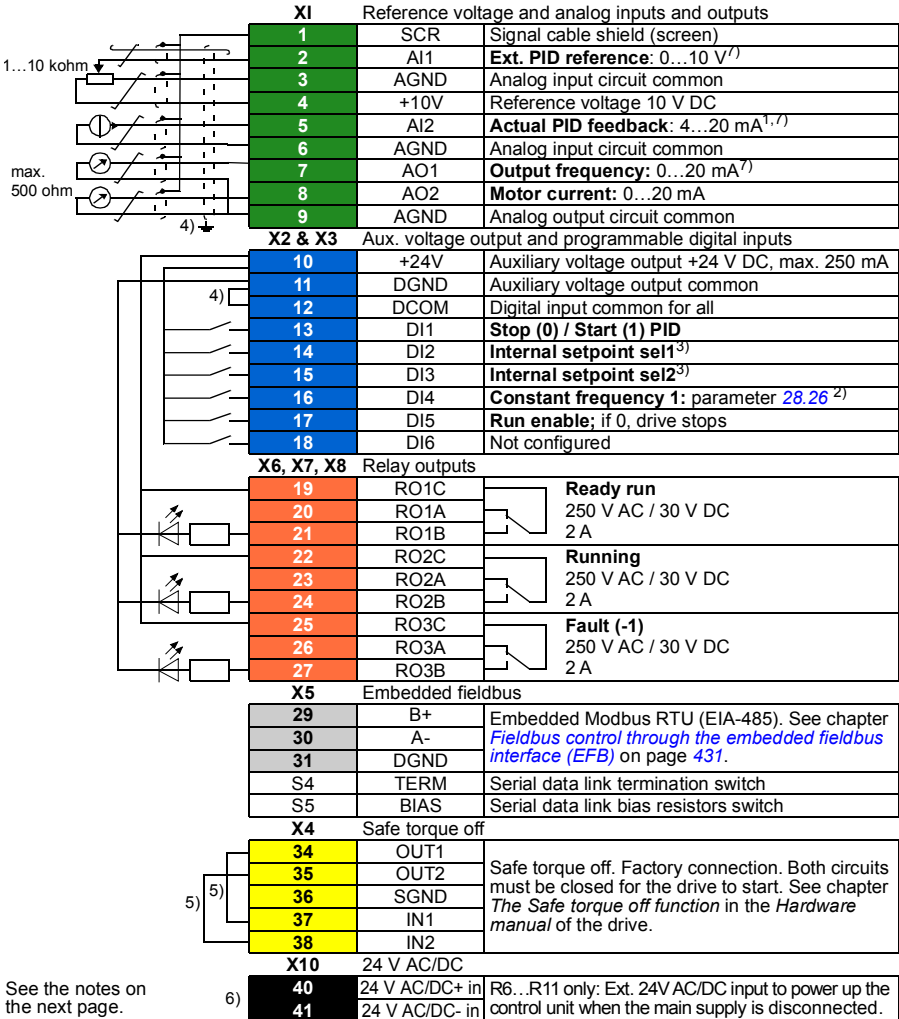 XI Reference voltage and analog inputs and outputs
1 SCR Signal cable shield (screen)
2 AI1 Ext. PID reference: 0…10 V7)
1…10 kohm
3 AGND Analog input circuit common
4 +10V Reference voltage 10 V DC
5 AI2 Actual PID feedback: 4…20 mA1,7)
6 AGND Analog input circuit common
max.
500 ohm
7 AO1 Output frequency: 0…20 mA7)
8 AO2 Motor current: 0…20 mA
9 AGND Analog output circuit common
4)
X2 & X3 Aux. voltage output and programmable digital inputs
10 +24V Auxiliary voltage output +24 V DC, max. 250 mA
11 DGND Auxiliary voltage output common
4)
12 DCOM Digital input common for all
13 DI1 Stop (0) / Start (1) PID
14 DI2 Internal setpoint sel13)
15 DI3 Internal setpoint sel23)
16 DI4 Constant frequency 1: parameter 28.26 2)
17 DI5 Run enable; if 0, drive stops
18 DI6 Not configured
X6, X7, X8 Relay outputs
19 RO1C Ready run
20 RO1A 250 V AC / 30 V DC
21 RO1B 2 A
22 RO2C Running
23 RO2A 250 V AC / 30 V DC
24 RO2B 2 A
25 RO3C Fault (-1)
26 RO3A 250 V AC / 30 V DC
27 RO3B 2 A
X5 Embedded fieldbus
29 B+
30 A-
31 DGND
Embedded Modbus RTU (EIA-485). See chapter
Fieldbus control through the embedded fieldbus
interface (EFB) on page 431.
S4 TERM Serial data link termination switch
S5 BIAS Serial data link bias resistors switch
X4 Safe torque off
34 OUT1
35 OUT2
36 SGND
37 IN1
38 IN2
5) 5)
Safe torque off. Factory connection. Both circuits
must be closed for the drive to start. See chapter
The Safe torque off function in the Hardware
manual of the drive.
X10 24 V AC/DC
40 24 V AC/DC+ in R6…R11 only: Ext. 24V AC/DC input to power up the
41 24 V AC/DC- in control unit when the main supply is disconnected.
6)
See the notes on
the next page.